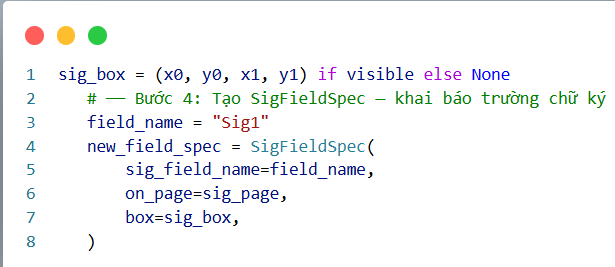 1 sig_box = (x0, y0, x1, y1) if visible else None
2 # —— Bước 4: Tạo SigFieldSpec — khai báo trường chữ ký
3 field_name = "Sig1"
4 new_field_spec = SigFieldSpec(
5 sig_field_name=field_name,
6 on_page=sig_page,
7 box=sig_box,
8 )